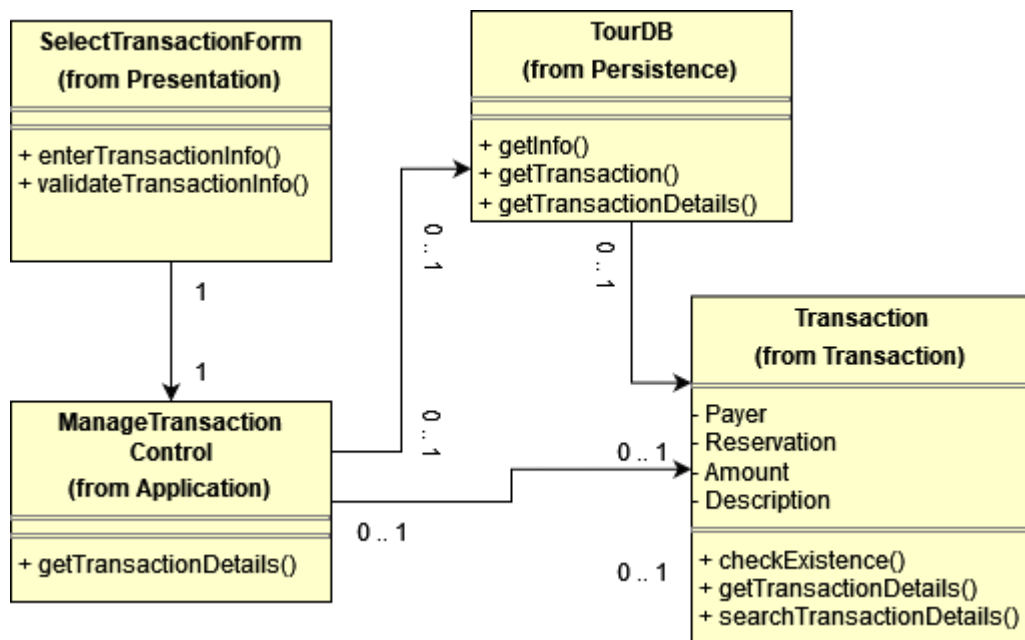 SelectTransactionForm
(from Presentation)
+ enterTransactionInfo()
+ validateTransactionInfo()
TourDB
(from Persistence)
+ getInfo()
+ getTransaction()
+ getTransactionDetails()
0 .. 1
0 .. 1
1
1
ManageTransaction
Control
(from Application)
+ getTransactionDetails()
0 .. 1
0 .. 1
Transaction
(from Transaction)
- Payer
- Reservation
- Amount
- Description
0 .. 1
0 .. 1
+ checkExistence()
+ getTransactionDetails()
+ searchTransactionDetails()